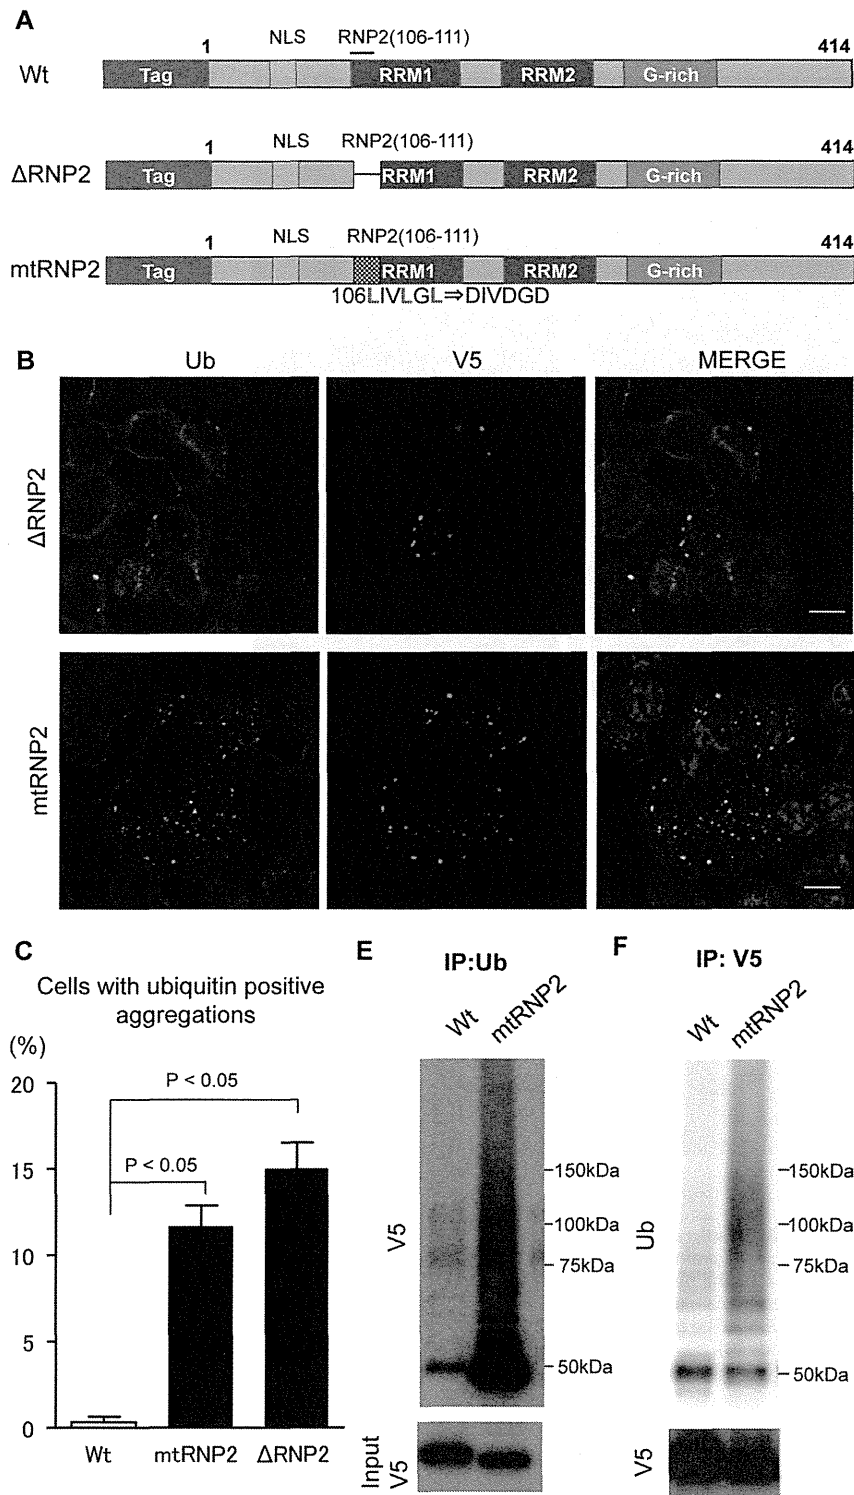 A
1 NLS RNP2(106-111) 414
Wt Tag RRM1 RRM2 G-rich
1 NLS RNP2(106-111) 414
ΔRNP2 Tag RRM1 RRM2 G-rich
1 NLS RNP2(106-111) 414
mtRNP2 Tag RRM1 RRM2 G-rich
106LIVLGL⇒DIVDGD
B Ub V5 MERGE
ΔRNP2
mtRNP2
C
Cells with ubiquitin positive
aggregations
(%)
20
15
10
5
0
P < 0.05
P < 0.05
Wt mtRNP2 ΔRNP2
E IP:Ub
Wt mtRNP2
V5
150kDa
100kDa
75kDa
50kDa
Input
V5
F IP: V5
Wt mtRNP2
Ub
150kDa
100kDa
75kDa
50kDa
V5